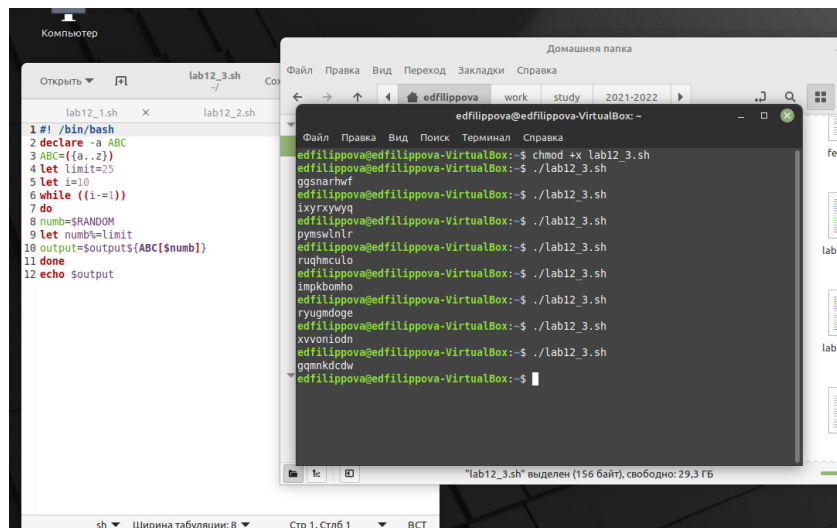 Компьютер
Открыть
lab12_3.sh
~/
lab12_1.sh
lab12_2.sh
1 #! /bin/bash
2 declare -a ABC
3 ABC=({a..z})
4 let limit=25
5 let i=10
6 while ((i-=1))
7 do
8 numb=$RANDOM
9 let numb%=limit
10 output=$output${ABC[$numb]}
11 done
12 echo $output
sh Ширина табуляции: 8 Стр 1, Стлб 1 ВСТ
Домашняя папка
Файл Правка Вид Переход Закладки Справка
edfilippova work study 2021-2022
edfilippova@edfilippova-VirtualBox: ~
Файл Правка Вид Поиск Терминал Справка
edfilippova@edfilippova-VirtualBox:~$ chmod +x lab12_3.sh
edfilippova@edfilippova-VirtualBox:~$ ./lab12_3.sh
ggsnarhwf
edfilippova@edfilippova-VirtualBox:~$ ./lab12_3.sh
ixyrxywyq
edfilippova@edfilippova-VirtualBox:~$ ./lab12_3.sh
pymswlnlr
edfilippova@edfilippova-VirtualBox:~$ ./lab12_3.sh
ruqhmculo
edfilippova@edfilippova-VirtualBox:~$ ./lab12_3.sh
impkbomho
edfilippova@edfilippova-VirtualBox:~$ ./lab12_3.sh
ryugmdoge
edfilippova@edfilippova-VirtualBox:~$ ./lab12_3.sh
xvvoniodn
edfilippova@edfilippova-VirtualBox:~$ ./lab12_3.sh
gqmnkdcdw
edfilippova@edfilippova-VirtualBox:~$
"lab12_3.sh" выделен (156 байт), свободно: 29,3 ГБ
fe
lab
lab